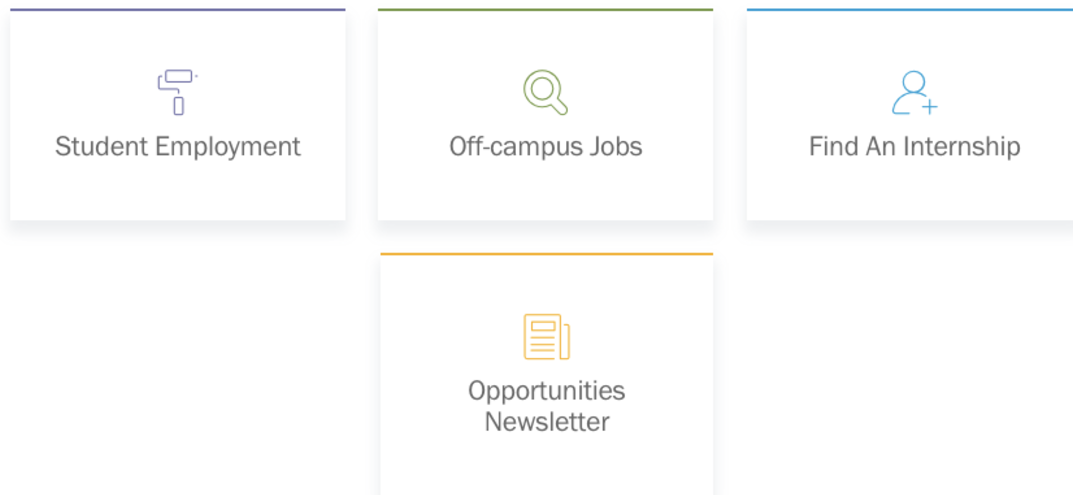 Student Employment
Off-campus Jobs
Find An Internship
Opportunities
Newsletter